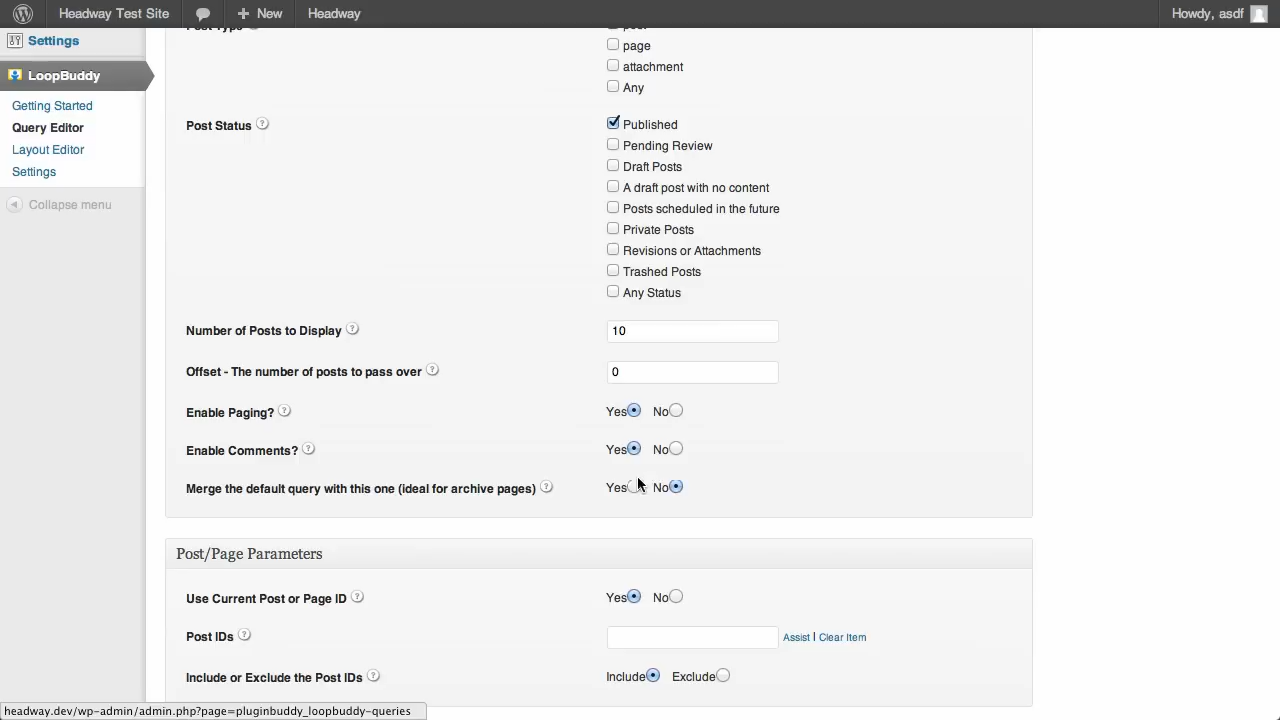 Headway Test Site
New
Headway
Howdy, asdf
Settings
LoopBuddy
Getting Started
Query Editor
Layout Editor
Settings
Collapse menu
Post Type
post
page
attachment
Any
Post Status ?
Published
Pending Review
Draft Posts
A draft post with no content
Posts scheduled in the future
Private Posts
Revisions or Attachments
Trashed Posts
Any Status
Number of Posts to Display ? 10
Offset - The number of posts to pass over ? 0
Enable Paging? ? Yes No
Enable Comments? ? Yes No
Merge the default query with this one (ideal for archive pages) ? Yes No
Post/Page Parameters
Use Current Post or Page ID ? Yes No
Post IDs ? Assist | Clear Item
Include or Exclude the Post IDs ? Include Exclude
headway.dev/wp-admin/admin.php?page=pluginbuddy_loopbuddy-queries